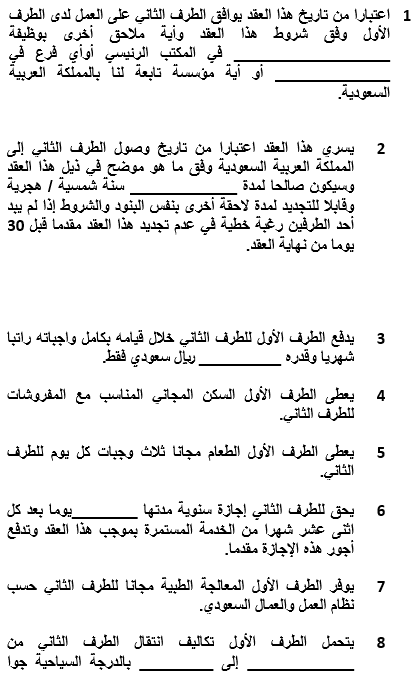 1 اعتبارا من تاريخ هذا العقد يوافق الطرف الثاني على العمل لدى الطرف
الأول وفق شروط هذا العقد وأية ملاحق أخرى بوظيفة
____________________ في المكتب الرئيسي أوأي فرع في
______________ أو أية مؤسسة تابعة لنا بالمملكة العربية
السعودية.
2 يسري هذا العقد اعتبارا من تاريخ وصول الطرف الثاني إلى
المملكة العربية السعودية وفق ما هو موضح في ذيل هذا العقد
وسيكون صالحا لمدة _____________ سنة شمسية / هجرية
وقابلا للتجديد لمدة لاحقة أخرى بنفس البنود والشروط إذا لم يبد
أحد الطرفين رغبة خطية في عدم تجديد هذا العقد مقدما قبل 30
يوما من نهاية العقد.
3 يدفع الطرف الأول للطرف الثاني خلال قيامه بكامل واجباته راتبا
شهريا وقدره __________ ريال سعودي فقط.
4 يعطى الطرف الأول السكن المجاني المناسب مع المفروشات
للطرف الثاني.
5 يعطى الطرف الأول الطعام مجانا ثلاث وجبات كل يوم للطرف
الثاني.
6 يحق للطرف الثاني إجازة سنوية مدتها ________يوما بعد كل
اثنى عشر شهرا من الخدمة المستمرة بموجب هذا العقد وتدفع
أجور هذه الإجازة مقدما.
7 يوفر الطرف الأول المعالجة الطبية مجانا للطرف الثاني حسب
نظام العمل والعمال السعودي.
8 يتحمل الطرف الأول تكاليف انتقال الطرف الثاني من
_____________ إلى _________ بالدرجة السياحية جوا